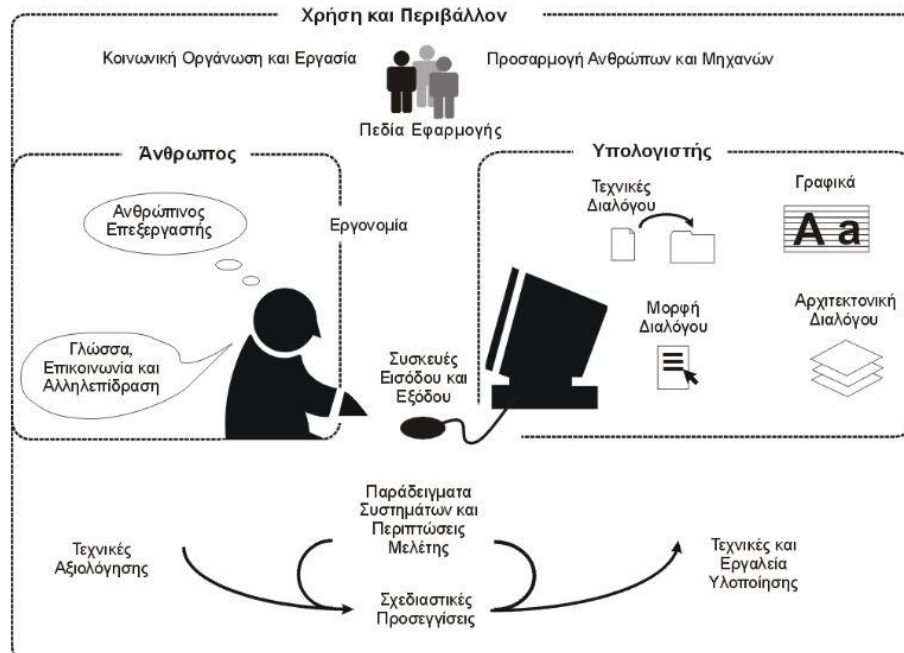 Χρήση και Περιβάλλον
Κοινωνική Οργάνωση και Εργασία
Προσαρμογή Ανθρώπων και Μηχανών
Πεδία Εφαρμογής
Άνθρωπος
Υπολογιστής
Ανθρώπινος
Επεξεργαστής
Εργονομία
Τεχνικές
Διαλόγου
Γραφικά
Α a
Μορφή
Διαλόγου
Αρχιτεκτονική
Διαλόγου
Γλώσσα,
Επικοινωνία και
Αλληλεπίδραση
Συσκευές
Εισόδου και
Εξόδου
Παράδειγματα
Συστημάτων και
Περιπτώσεις
Μελέτης
Τεχνικές
Αξιολόγησης
Τεχνικές και
Εργαλεία
Υλοποίησης
Σχεδιαστικές
Προσεγγίσεις